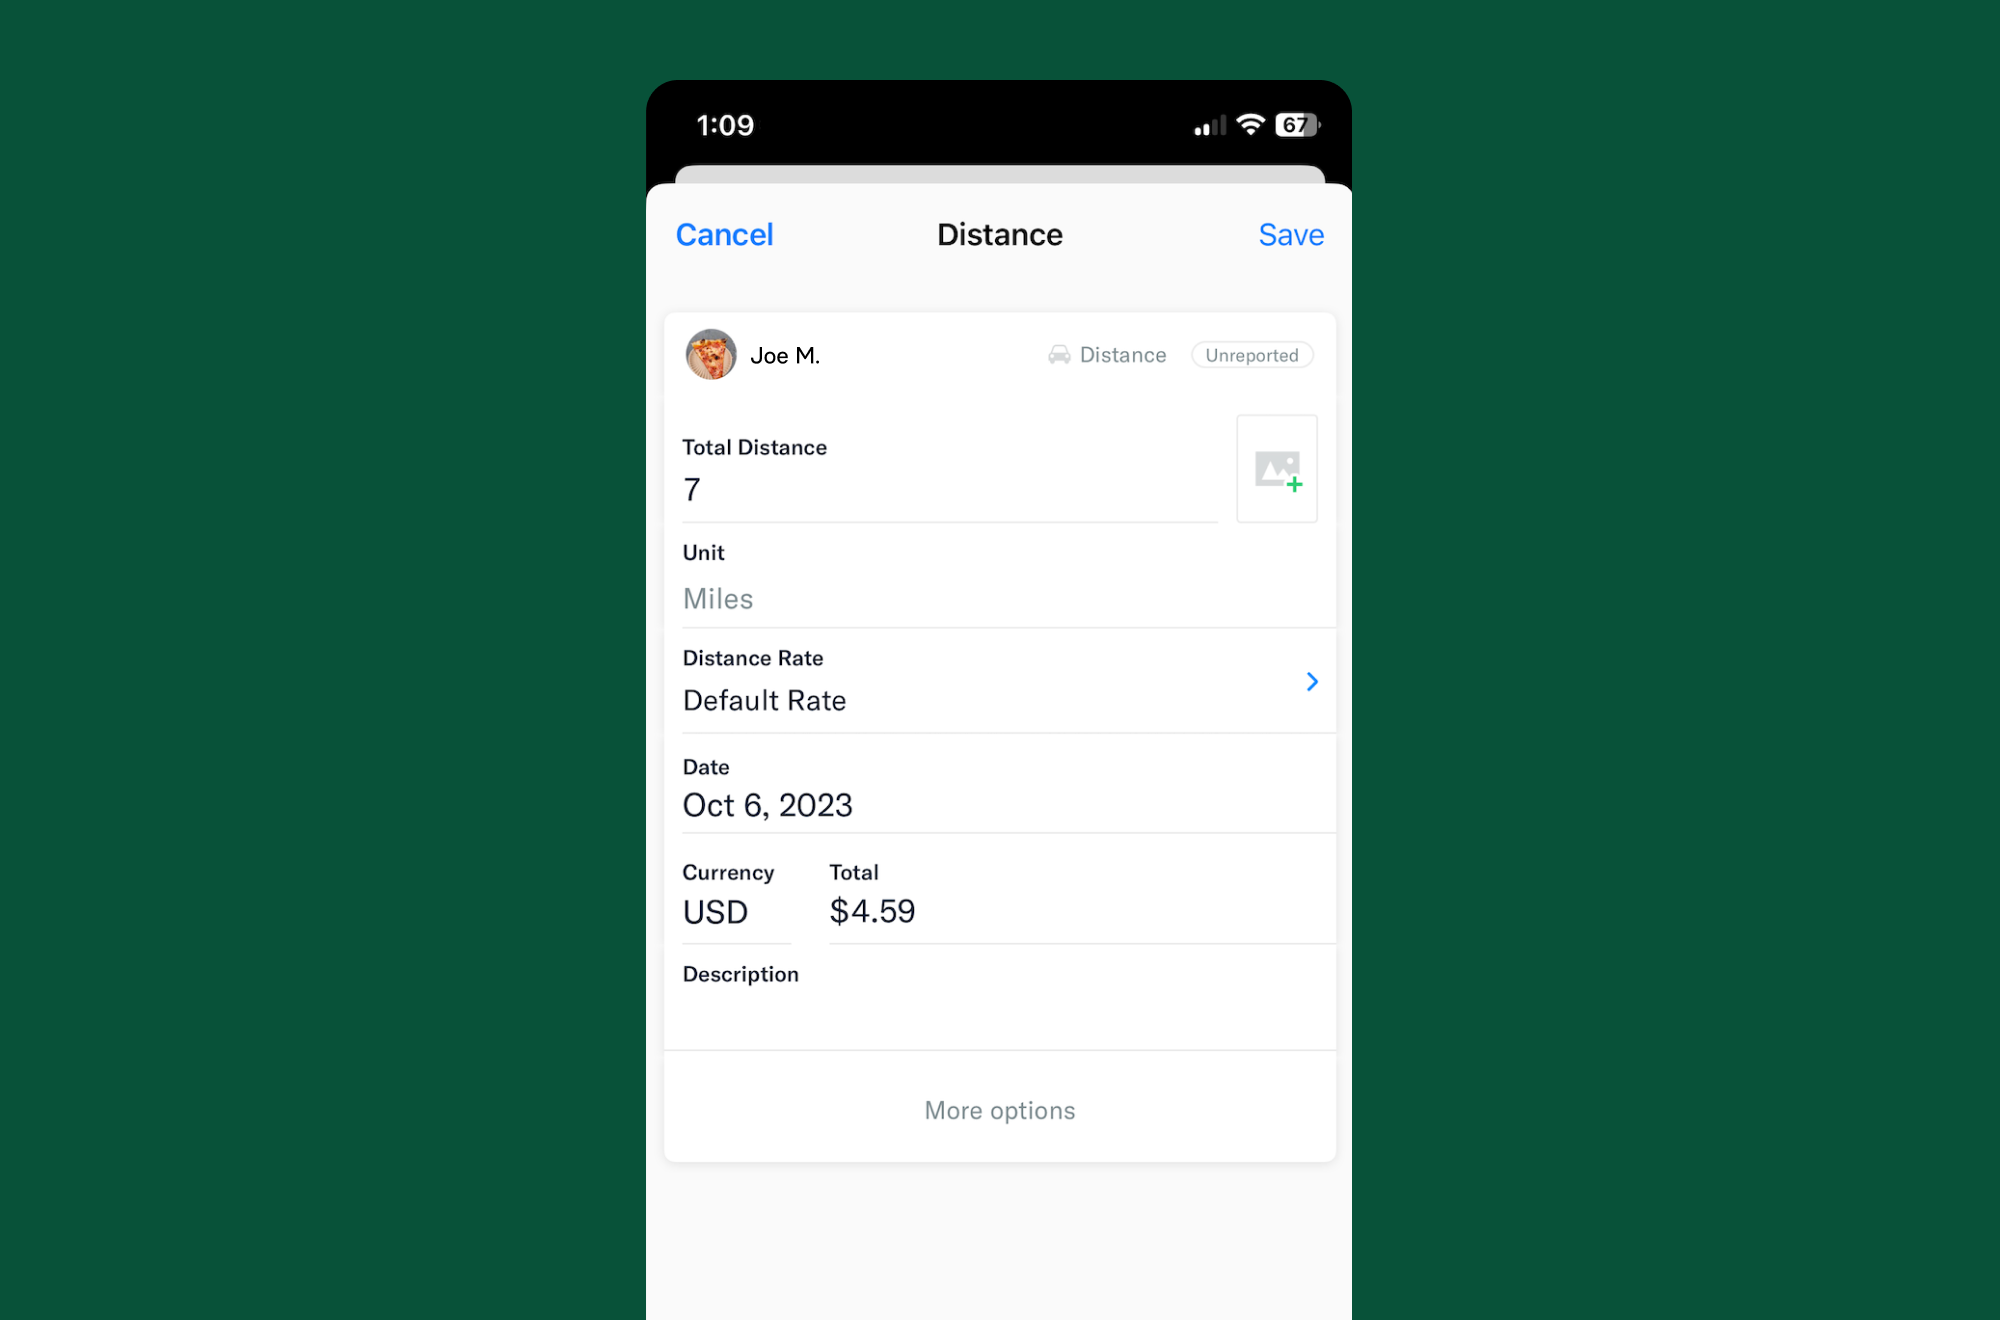 1:09
67
Cancel Distance Save
Joe M. Distance Unreported
Total Distance
7
Unit
Miles
Distance Rate
Default Rate
Date
Oct 6, 2023
Currency Total
USD $4.59
Description
More options